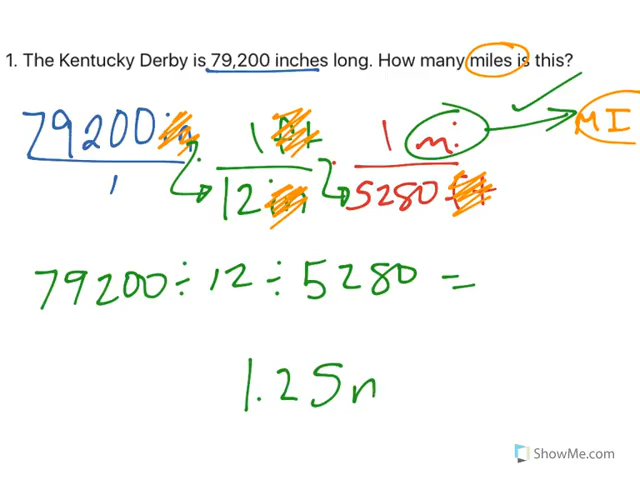 1. The Kentucky Derby is 79,200 inches long. How many miles is this?
79200 in 1 ft 1 mi MI
1 12 in 5280 ft
79200 ÷ 12 ÷ 5280 =
1.25 n
ShowMe.com